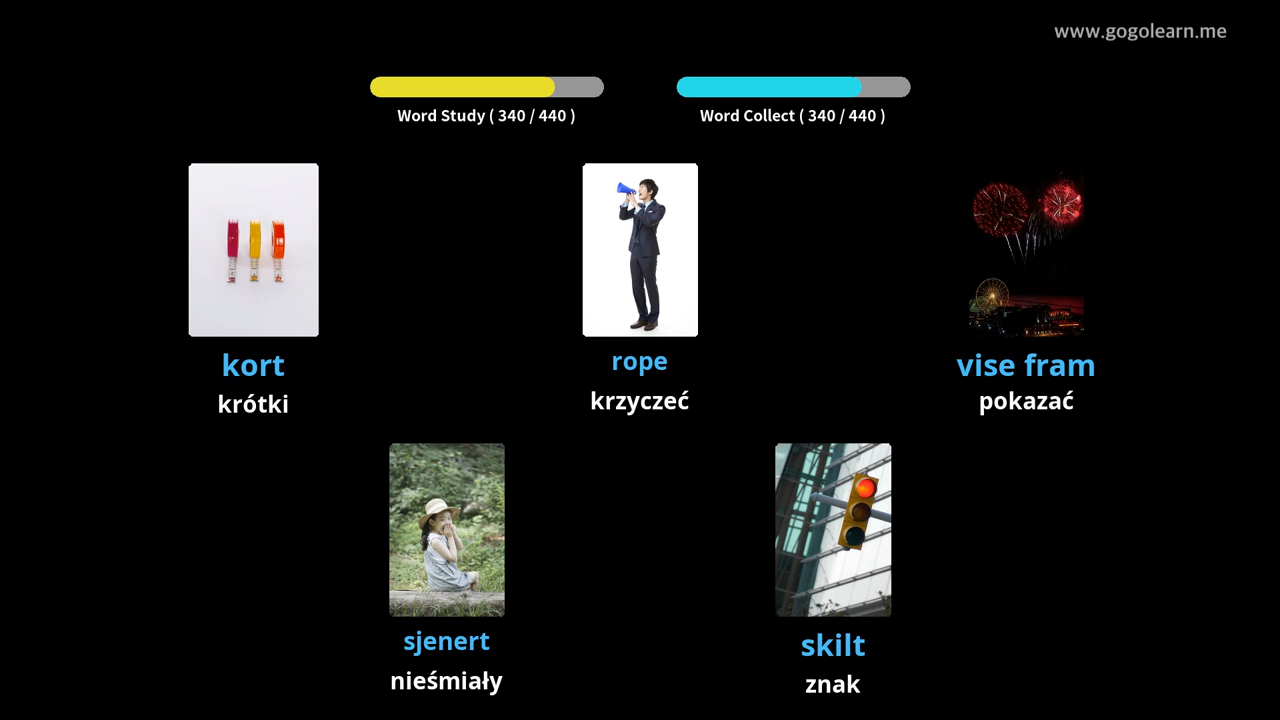 www.gogolearn.me
Word Study ( 340 / 440 )
Word Collect ( 340 / 440 )
kort
krótki
rope
krzyczeć
vise fram
pokazać
sjenert
nieśmiały
skilt
znak